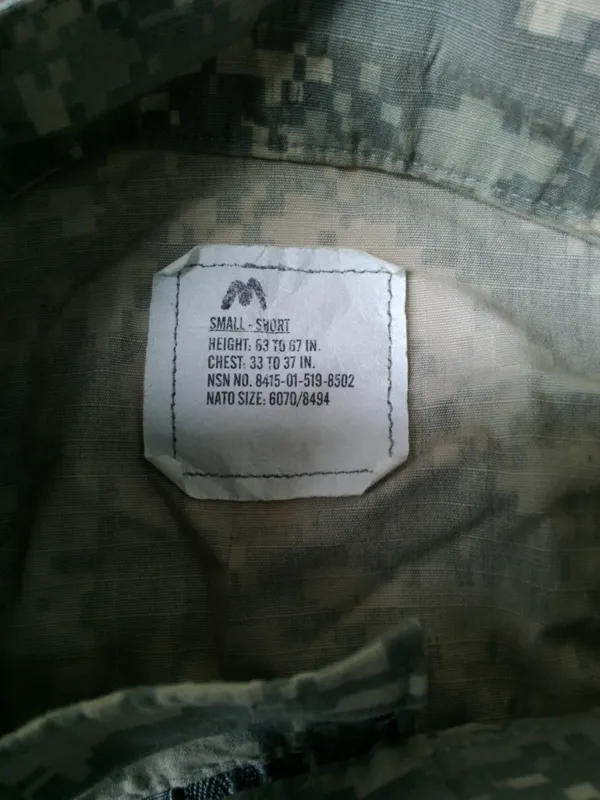 M
SMALL - SHORT
HEIGHT: 63 TO 67 IN.
CHEST: 33 TO 37 IN.
NSN NO. 8415-01-519-8502
NATO SIZE: 6070/8494